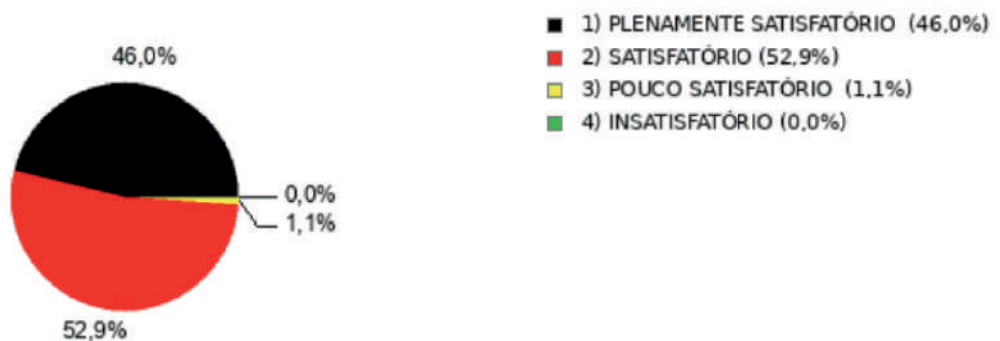 46,0%
1) PLENAMENTE SATISFATÓRIO (46,0%)
2) SATISFATÓRIO (52,9%)
3) POUCO SATISFATÓRIO (1,1%)
4) INSATISFATÓRIO (0,0%)
0,0%
1,1%
52,9%